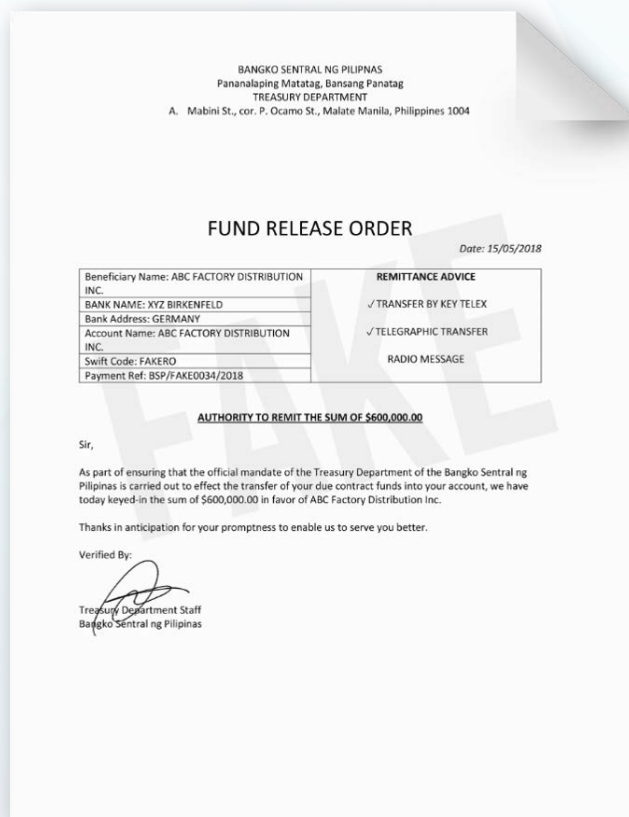 BANGKO SENTRAL NG PILIPNAS
Pananalaping Matatag, Bansang Panatag
TREASURY DEPARTMENT
A. Mabini St., cor. P. Ocamo St., Malate Manila, Philippines 1004
FUND RELEASE ORDER
Date: 15/05/2018
Beneficiary Name: ABC FACTORY DISTRIBUTION
INC.
BANK NAME: XYZ BIRKENFELD
Bank Address: GERMANY
Account Name: ABC FACTORY DISTRIBUTION
INC.
Swift Code: FAKERO
Payment Ref: BSP/FAKE0034/2018
REMITTANCE ADVICE
✓TRANSFER BY KEY TELEX
✓TELEGRAPHIC TRANSFER
RADIO MESSAGE
FAKE
AUTHORITY TO REMIT THE SUM OF $600,000.00
Sir,
As part of ensuring that the official mandate of the Treasury Department of the Bangko Sentral ng
Pilipinas is carried out to effect the transfer of your due contract funds into your account, we have
today keyed-in the sum of $600,000.00 in favor of ABC Factory Distribution Inc.
Thanks in anticipation for your promptness to enable us to serve you better.
Verified By:
Treasury Department Staff
Bangko Sentral ng Pilipinas